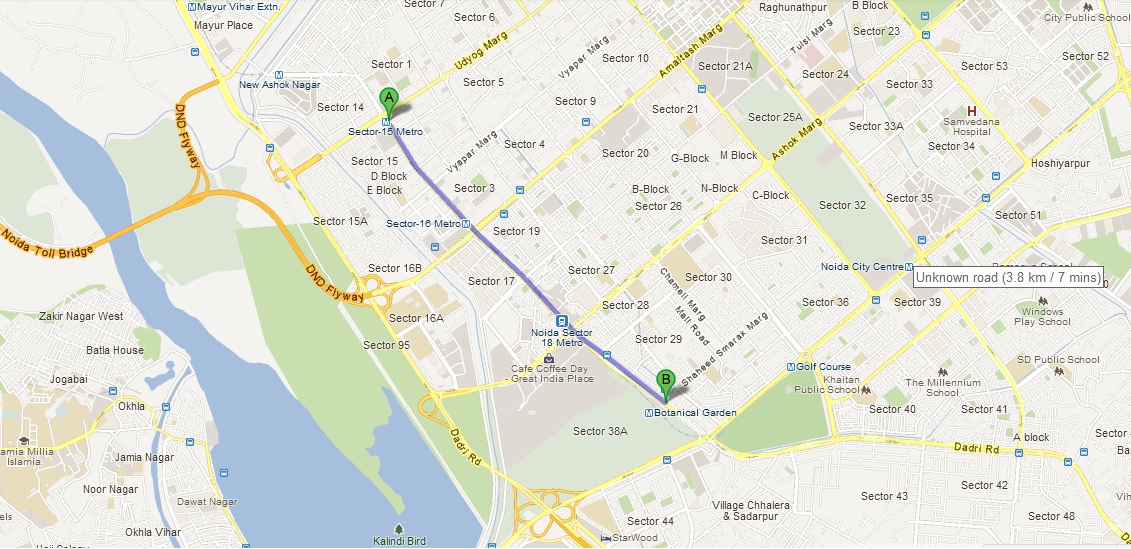 Mayur Vihar Extn.
Mayur Place
Sector 7
Sector 6
Udyog Marg
Raghunathpur
B Block
City Public School
Sector 23
Tulsi Marg
Vyapar Marg
Sector 10
Amaltash Marg
Sector 52
Sector 1
Sector 21A
Sector 24
Sector 53
Sector 33
New Ashok Nagar
Sector 5
A
Sector 14
Sector 9
Sector 21
H
Samvedana
Hospital
DND Flyway
Sector-15 Metro
Sector 25A
Sector 33A
Ashok Marg
Vyapar Marg
Sector 4
Sector 34
Sector 15
Sector 20
G-Block
M Block
Hoshiyarpur
D Block
E Block
Sector 3
B-Block
N-Block
C-Block
Sector 35
Sector 26
Sector 32
Sector 51
Sector 15A
Sector-16 Metro
Sector 19
Noida Toll Bridge
Sector 31
DND Flyway
Sector 16B
Sector 27
Chameli Marg
Sector 30
Noida City Centre
Unknown road (3.8 km / 7 mins)
Sector 17
Mall Road
Sector 28
Sector 36
Sector 39
Zakir Nagar West
Sector 16A
Shaheed Smarak Marg
Windows
Play School
Noida Sector
18 Metro
Sector 29
Batla House
Sector 95
Cafe Coffee Day
Great India Place
SD Public School
Golf Course
Jogabai
B
Khaitan
Public School
The Millennium
School
Okhla
Botanical Garden
Sector 40
Sector 41
Sector 38A
A block
Sector
Jamia Millia
Islamia
Dadri Rd
Dadri Rd
Jamia Nagar
Noor Nagar
Sector 42
Sector 43
Dawat Nagar
Village Chhalera
& Sadarpur
Sector 44
Sector 48
Okhla Vihar
StarWood
Kalindi Bird